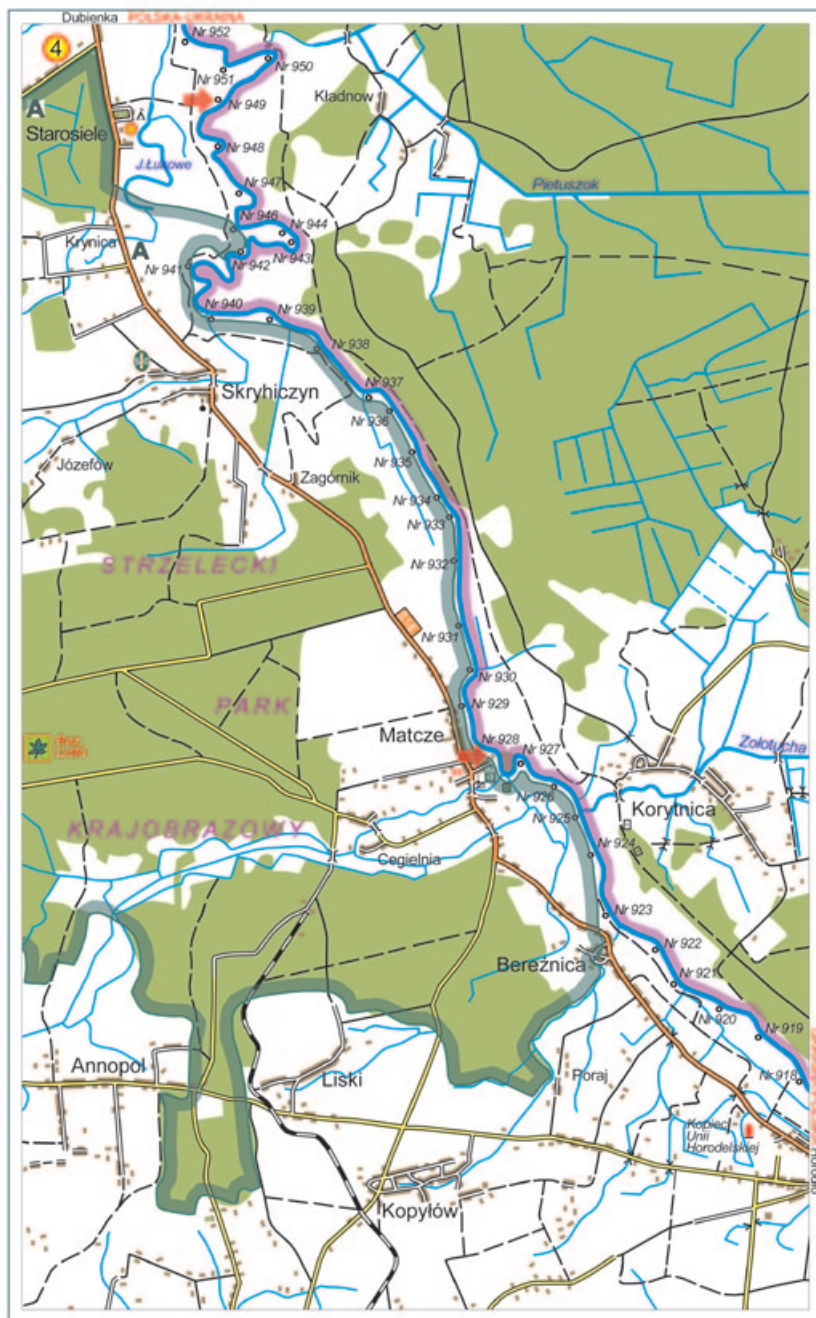 Dubienka POLSKA-UKRAINA
4
Nr 952
Nr 951
Nr 950
Nr 949
Kładnow
A
Starosiele
J.Łukowe
Nr 948
Nr 947
Pietuszok
Nr 946
Nr 944
Krynica
A
Nr 943
Nr 942
Nr 941
Nr 940
Nr 939
Nr 938
Skryhiczyn
Nr 937
Nr 936
Józefów
Nr 935
Zagórnik
Nr 934
Nr 933
STRZELECKI
Nr 932
Nr 931
Nr 930
PARK
Nr 929
Matcze
Nr 928
Nr 927
Zołotucha
Nr 926
Korytnica
KRAJOBRAZOWY
Nr 925
Cegielnia
Nr 924
Nr 923
Nr 922
Bereźnica
Nr 921
Nr 920
Nr 919
Annopol
Liski
Poraj
Nr 918
Kopiec
Unii
Horodelskiej
Horodło
Kopyłów